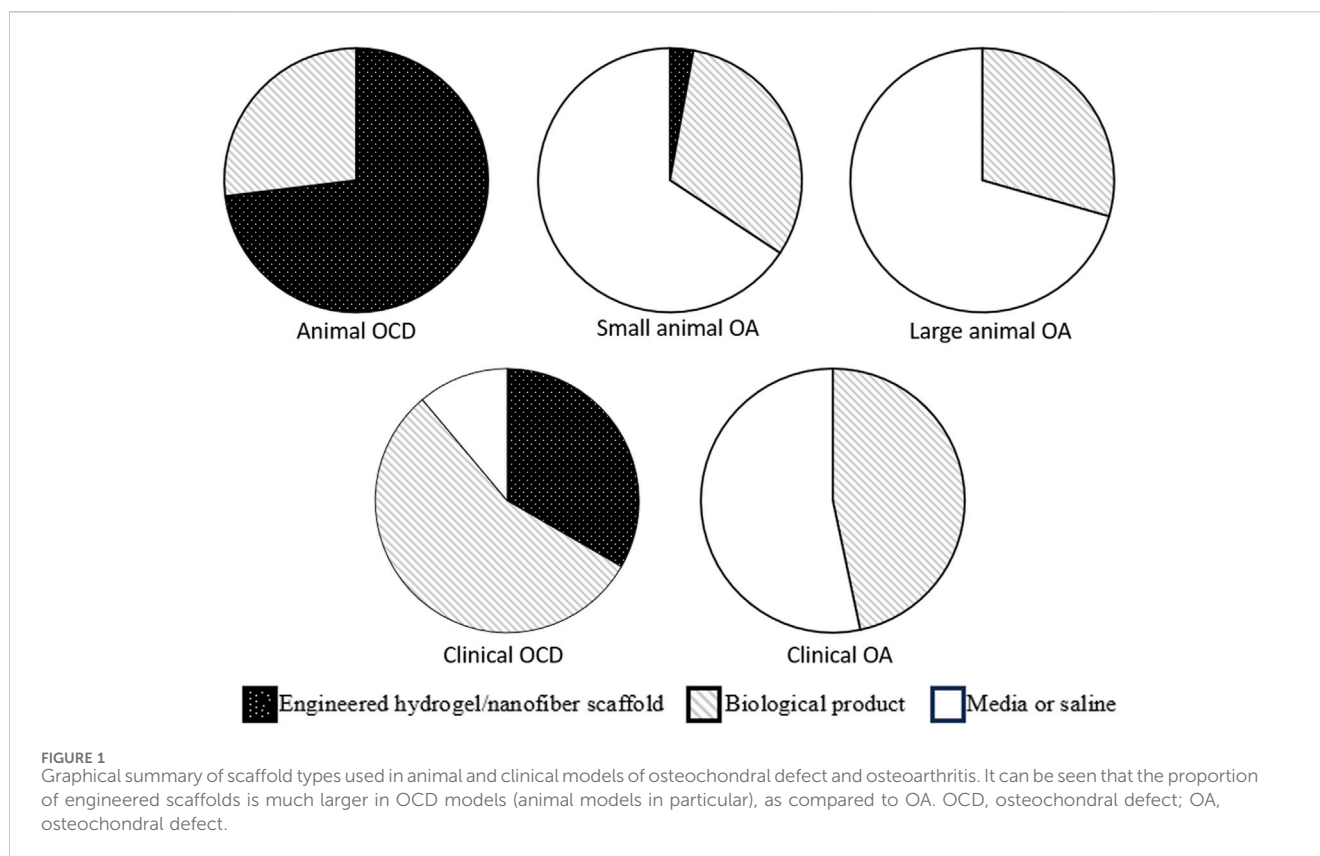 Animal OCD
Small animal OA
Large animal OA
Clinical OCD
Clinical OA
Engineered hydrogel/nanofiber scaffold
Biological product
Media or saline
FIGURE 1
Graphical summary of scaffold types used in animal and clinical models of osteochondral defect and osteoarthritis. It can be seen that the proportion
of engineered scaffolds is much larger in OCD models (animal models in particular), as compared to OA. OCD, osteochondral defect; OA,
osteochondral defect.